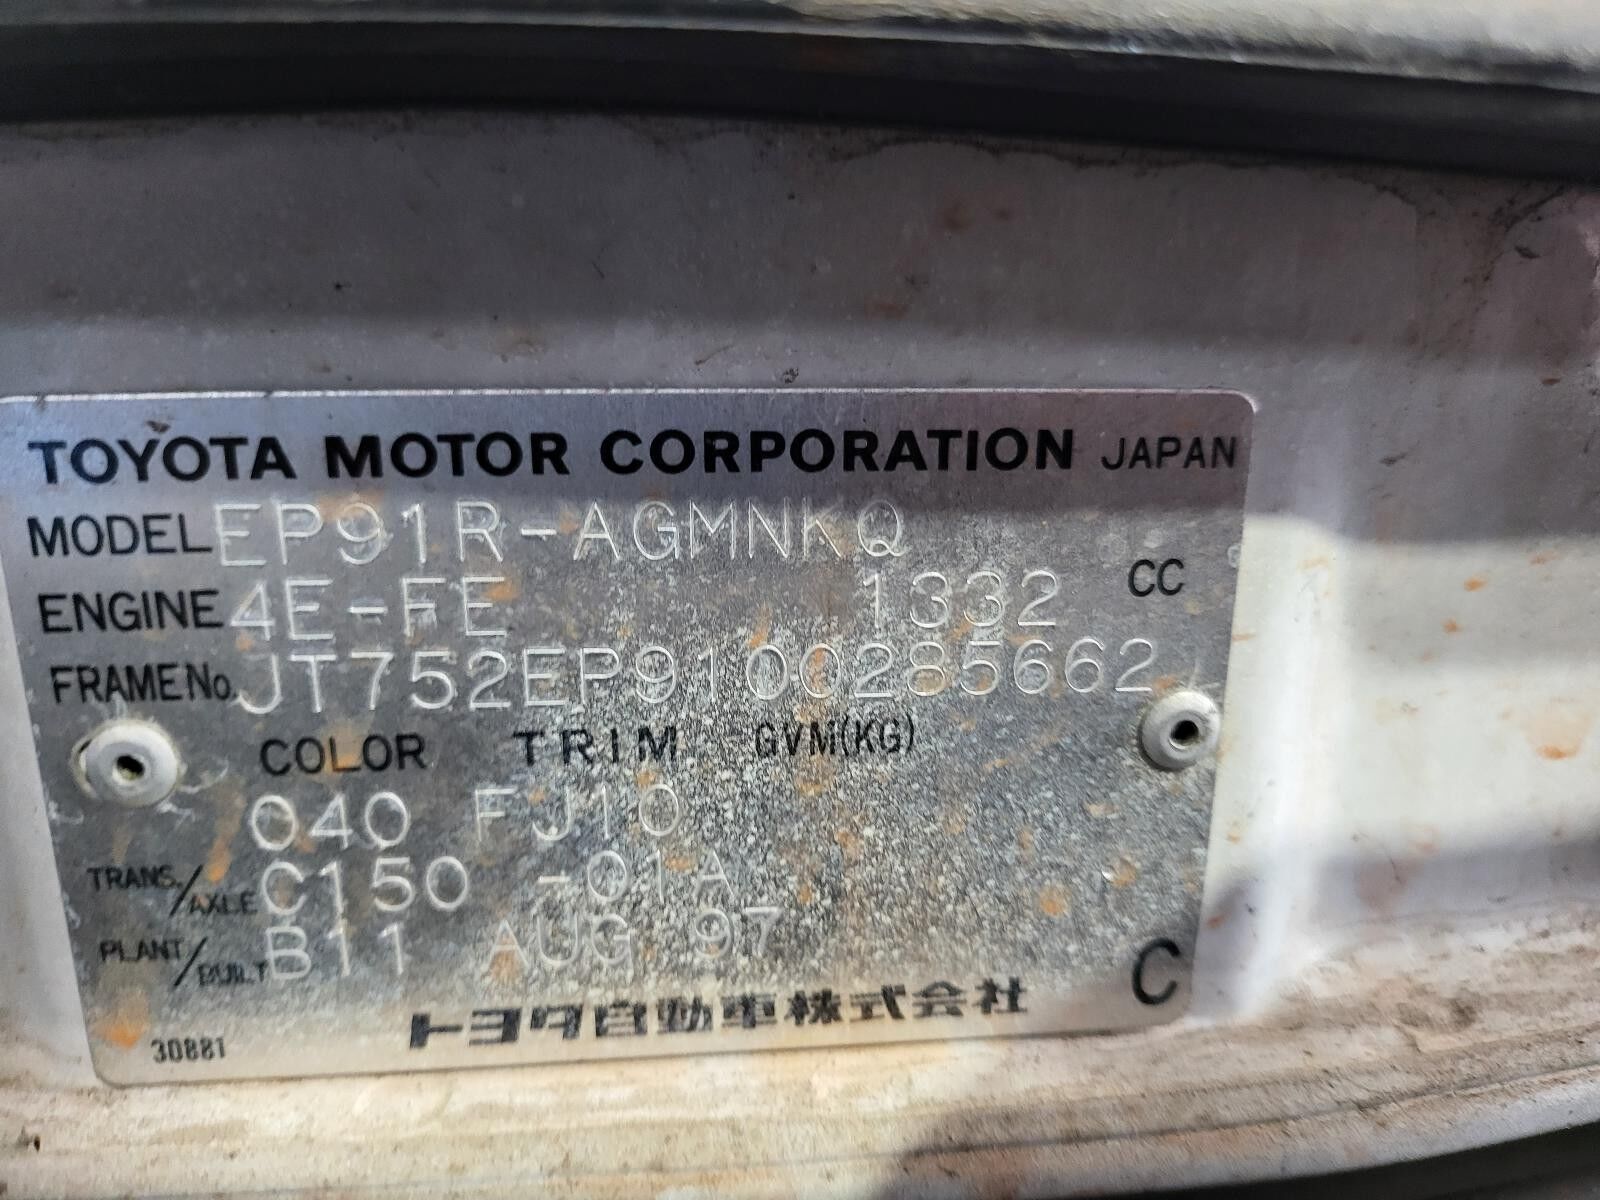 TOYOTA MOTOR CORPORATION JAPAN
MODEL EP91R-AGMNKQ
ENGINE 4E-FE 1332 CC
FRAME No. JT752EP9100285662
COLOR TRIM GVM(KG)
040 FJ10
TRANS./AXLE C150 -01A
PLANT/BUILT B11 AUG 97
C
トヨタ自動車株式会社
30881